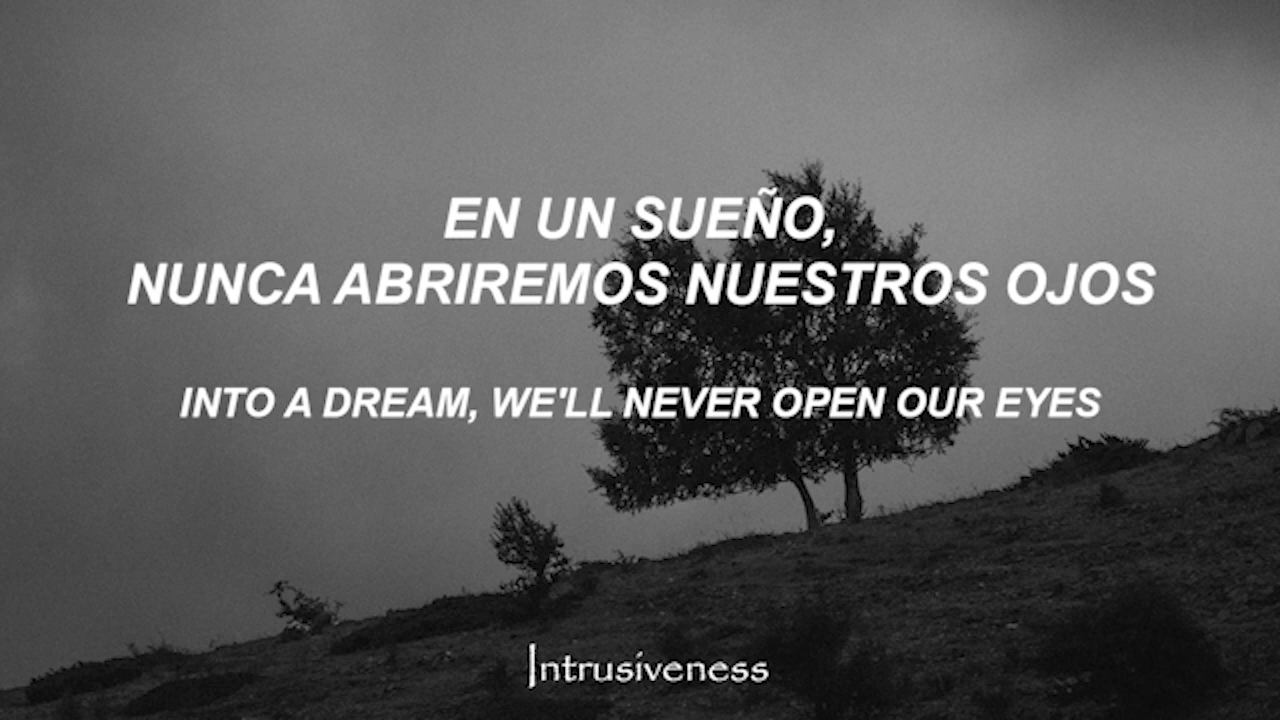 EN UN SUEÑO,
NUNCA ABRIREMOS NUESTROS OJOS
INTO A DREAM, WE'LL NEVER OPEN OUR EYES
Intrusiveness